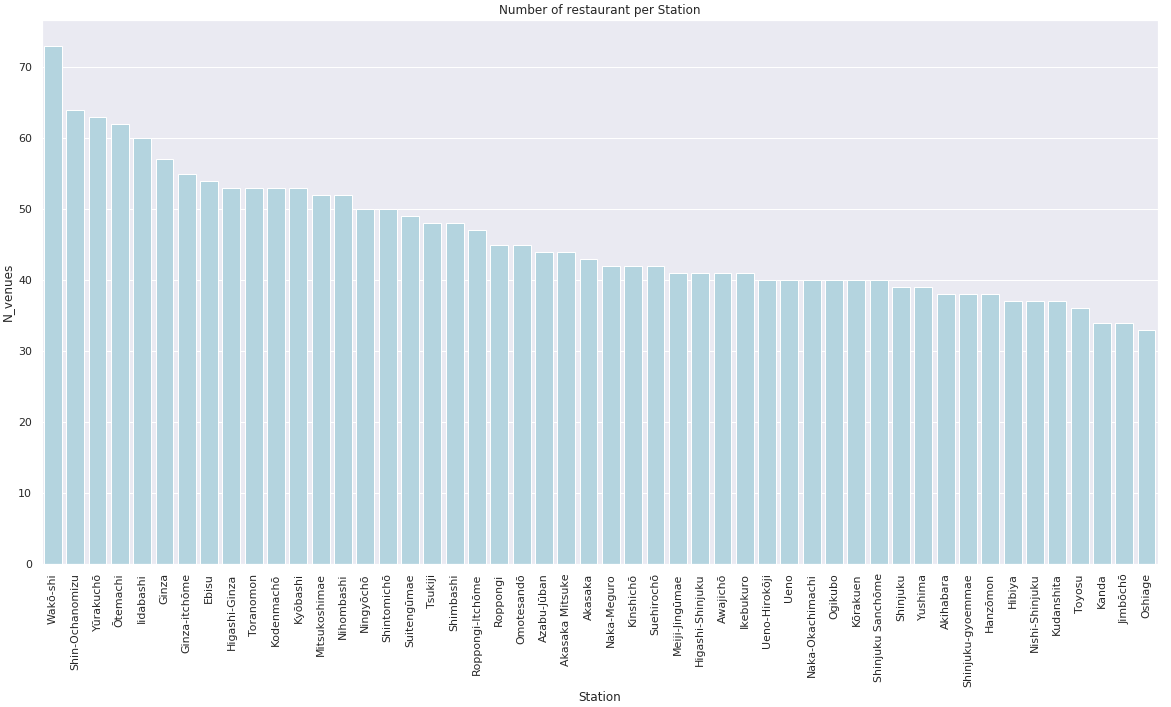 Number of restaurant per Station
N_venues
70
60
50
40
30
20
10
0
Wakō-shi
Shin-Ochanomizu
Yūrakuchō
Ōtemachi
Iidabashi
Ginza
Ginza-itchōme
Ebisu
Higashi-Ginza
Toranomon
Kodenmachō
Kyōbashi
Mitsukoshimae
Nihombashi
Ningyōchō
Shintomichō
Suitengūmae
Tsukiji
Shimbashi
Roppongi-Itchōme
Roppongi
Omotesandō
Azabu-Jūban
Akasaka Mitsuke
Akasaka
Naka-Meguro
Kinshichō
Suehirochō
Meiji-Jingūmae
Higashi-Shinjuku
Awajichō
Ikebukuro
Ueno-Hirokōji
Ueno
Naka-Okachimachi
Ogikubo
Kōrakuen
Shinjuku Sanchōme
Shinjuku
Yushima
Akihabara
Shinjuku-gyoemmae
Hanzōmon
Hibiya
Nishi-Shinjuku
Kudanshita
Toyosu
Kanda
Jimbōchō
Oshiage
Station